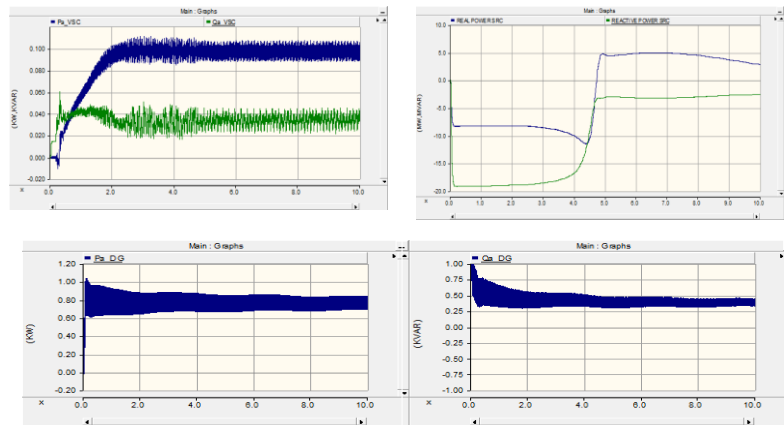 Main : Graphs
Pa_VSC Qa_VSC
0.100
0.080
0.060
0.040
0.020
0.000
-0.020
(KW,KVAR)
0.0 2.0 4.0 6.0 8.0 10.0
Main : Graphs
REAL POWER SRC REACTIVE POWER SRC
10.0
5.0
0.0
-5.0
-10.0
-15.0
-20.0
(MW,MVAR)
0.0 1.0 2.0 3.0 4.0 5.0 6.0 7.0 8.0 9.0 10.0
Main : Graphs
Pa_DG
1.20
1.00
0.80
0.60
0.40
0.20
0.00
-0.20
(KW)
0.0 2.0 4.0 6.0 8.0 10.0
Main : Graphs
Qa_DG
1.00
0.75
0.50
0.25
0.00
-0.25
-0.50
-0.75
-1.00
(KVAR)
0.0 2.0 4.0 6.0 8.0 10.0